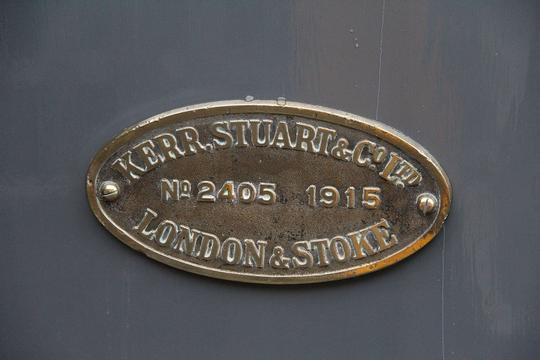 KERR, STUART & CO LTD
NO 2405 1915
LONDON & STOKE